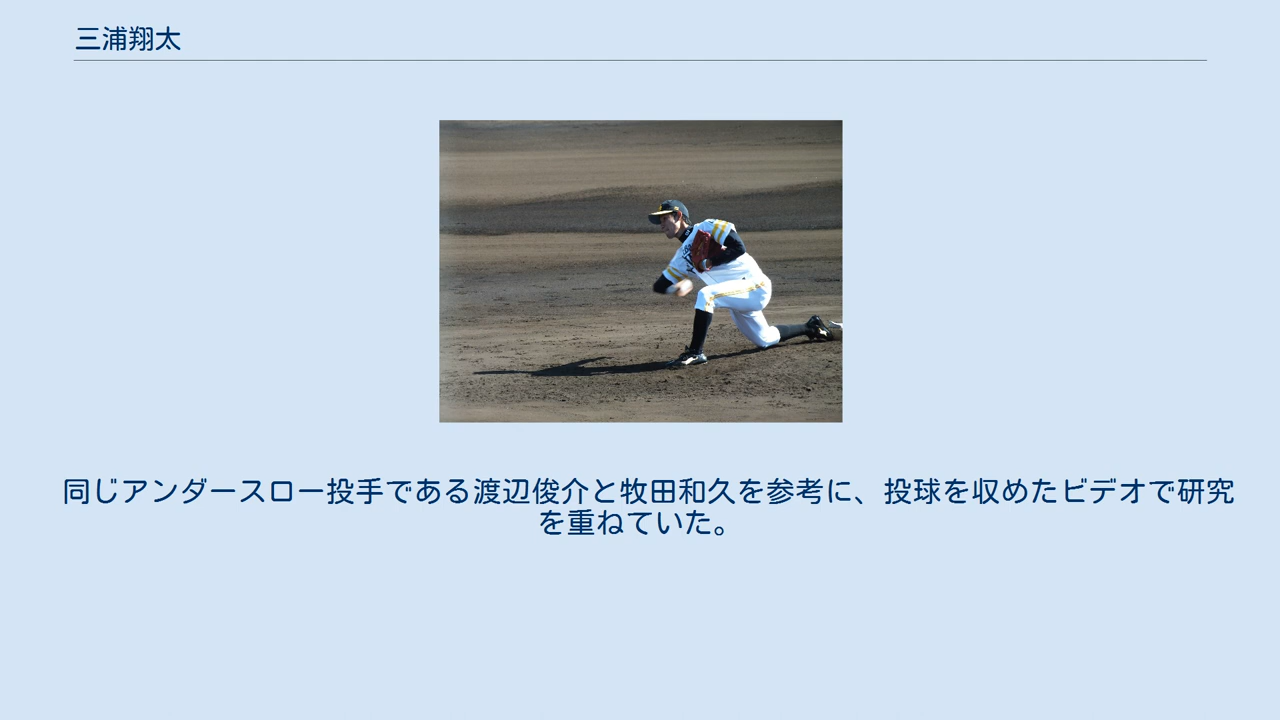 三浦翔太
同じアンダースロー投手である渡辺俊介と牧田和久を参考に、投球を収めたビデオで研究
を重ねていた。